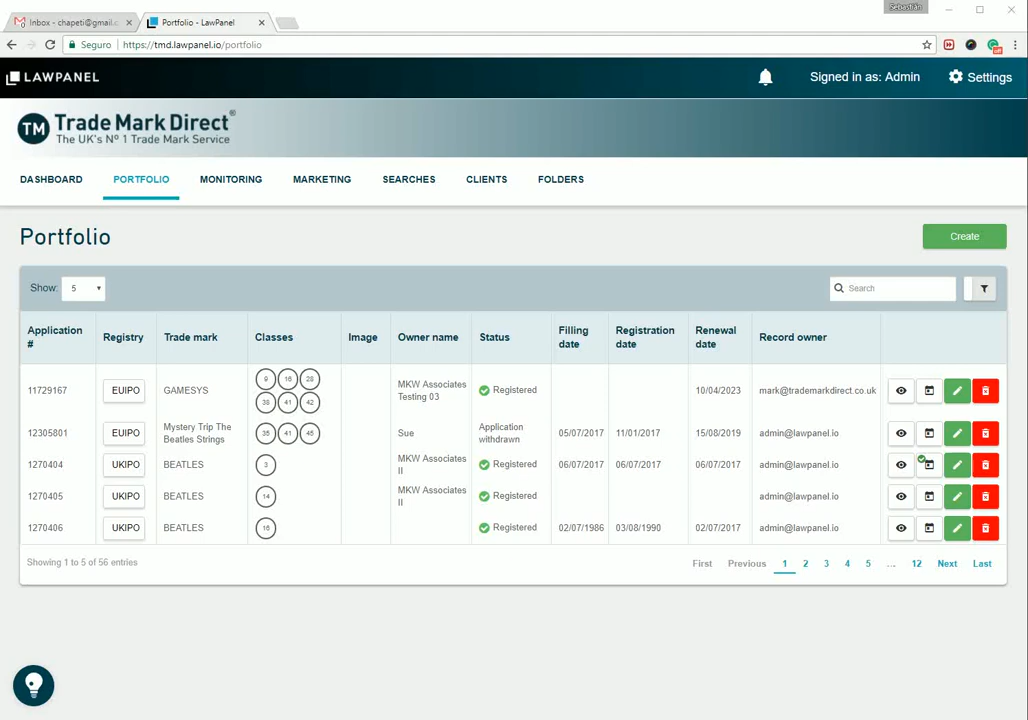 Sebastián
Inbox - chapeti@gmail.c
Portfolio - LawPanel
Seguro
https://tmd.lawpanel.io/portfolio
LAWPANEL
Signed in as: Admin
Settings
TM Trade Mark Direct®
The UK's Nº 1 Trade Mark Service
DASHBOARD PORTFOLIO MONITORING MARKETING SEARCHES CLIENTS FOLDERS
Portfolio
Create
Show: 5
Search
Application # Registry Trade mark Classes Image Owner name Status Filling date Registration date Renewal date Record owner
11729167 EUIPO GAMESYS 9 16 28 38 41 42 MKW Associates Testing 03 Registered 10/04/2023 mark@trademarkdirect.co.uk
12305801 EUIPO Mystery Trip The Beatles Strings 35 41 45 Sue Application withdrawn 05/07/2017 11/01/2017 15/08/2019 admin@lawpanel.io
1270404 UKIPO BEATLES 3 MKW Associates II Registered 06/07/2017 06/07/2017 06/07/2017 admin@lawpanel.io
1270405 UKIPO BEATLES 14 MKW Associates II Registered admin@lawpanel.io
1270406 UKIPO BEATLES 16 Registered 02/07/1986 03/08/1990 02/07/2017 admin@lawpanel.io
Showing 1 to 5 of 56 entries
First Previous 1 2 3 4 5 ... 12 Next Last